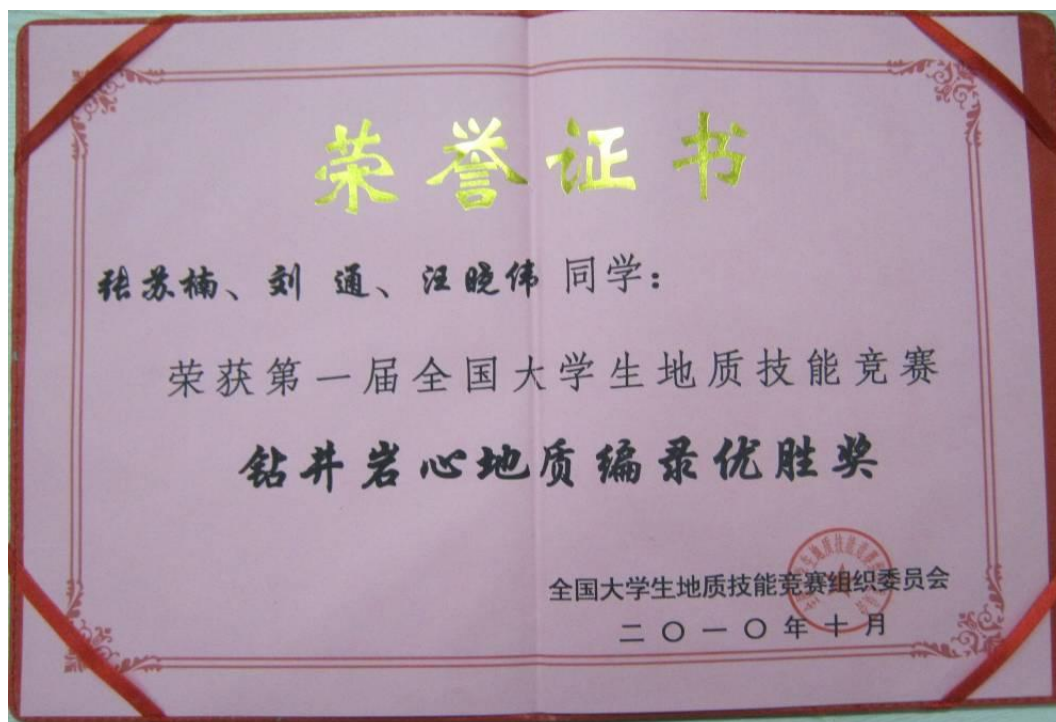 荣誉证书
张苏楠、刘 通、汪晓伟 同学:
荣获第一届全国大学生地质技能竞赛
钻井岩心地质编录优胜奖
全国大学生地质技能竞赛组织委员会
二〇一〇年十月